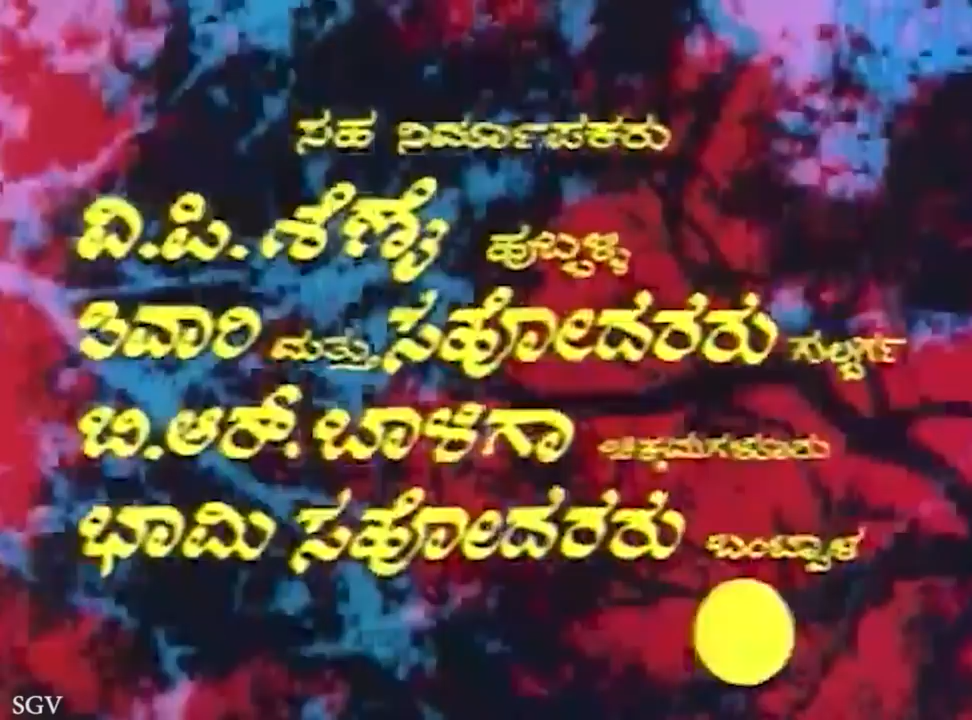 ಸಹ ನಿರ್ಮಾಪಕರು
ವಿ.ಪಿ. ಶೆಣೈ ಹುಬ್ಬಳ್ಳಿ
ತಿವಾರಿ ಮತ್ತು ಸಹೋದರರು ಗುಲ್ಬರ್ಗ
ಬಿ.ಆರ್. ಬಾಳಿಗಾ ಚಿಕ್ಕಮಗಳೂರು
ಭಾಮಿ ಸಹೋದರರು ಬಂಟ್ವಾಳ
SGV